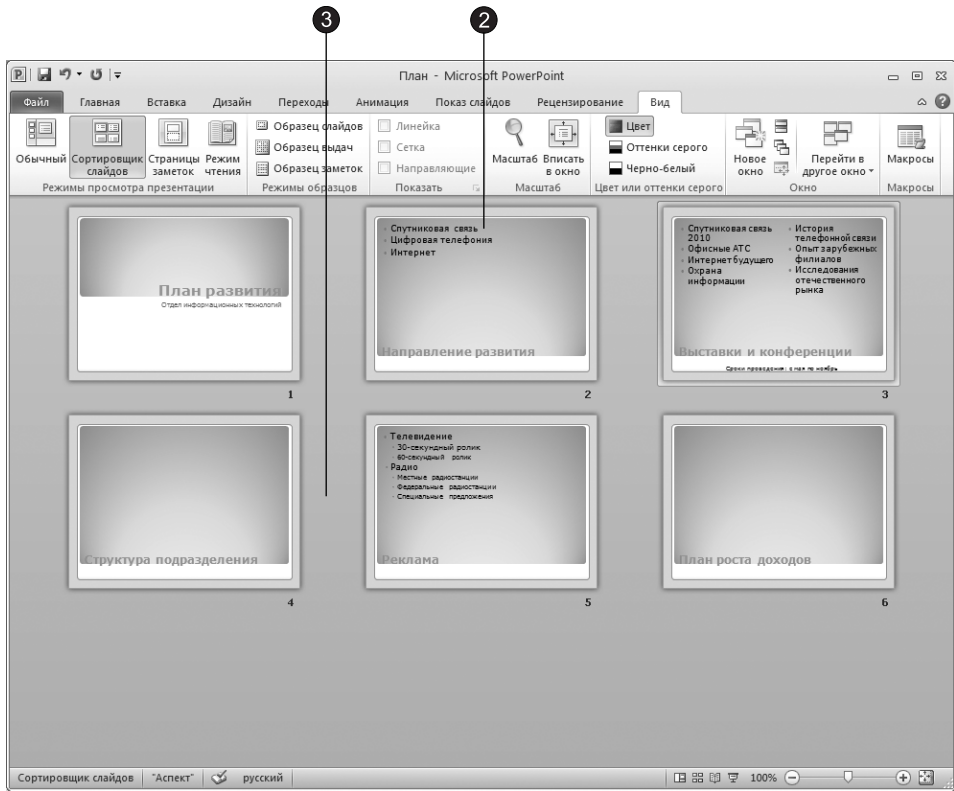 3 2
План - Microsoft PowerPoint
Файл Главная Вставка Дизайн Переходы Анимация Показ слайдов Рецензирование Вид
Обычный
Сортировщик
слайдов
Страницы
заметок
Режим
чтения
Режимы просмотра презентации
Образец слайдов
Образец выдач
Образец заметок
Режимы образцов
Линейка
Сетка
Направляющие
Показать
Масштаб
Вписать
в окно
Масштаб
Цвет
Оттенки серого
Черно-белый
Цвет или оттенки серого
Новое
окно
Перейти в
другое окно
Окно
Макросы
Макросы
План развития
Отдел информационных технологий
1
Спутниковая связь
Цифровая телефония
Интернет
Направление развития
2
Спутниковая связь
2010
Офисные АТС
Интернет будущего
Охрана
информации
История
телефонной связи
Опыт зарубежных
филиалов
Исследования
отечественного
рынка
Выставки и конференции
Сроки проведения: с мая по ноябрь
3
Структура подразделения
4
Телевидение
30-секундный ролик
60-секундный ролик
Радио
Местные радиостанции
Федеральные радиостанции
Специальные предложения
Реклама
5
План роста доходов
6
Сортировщик слайдов "Аспект" русский 100%